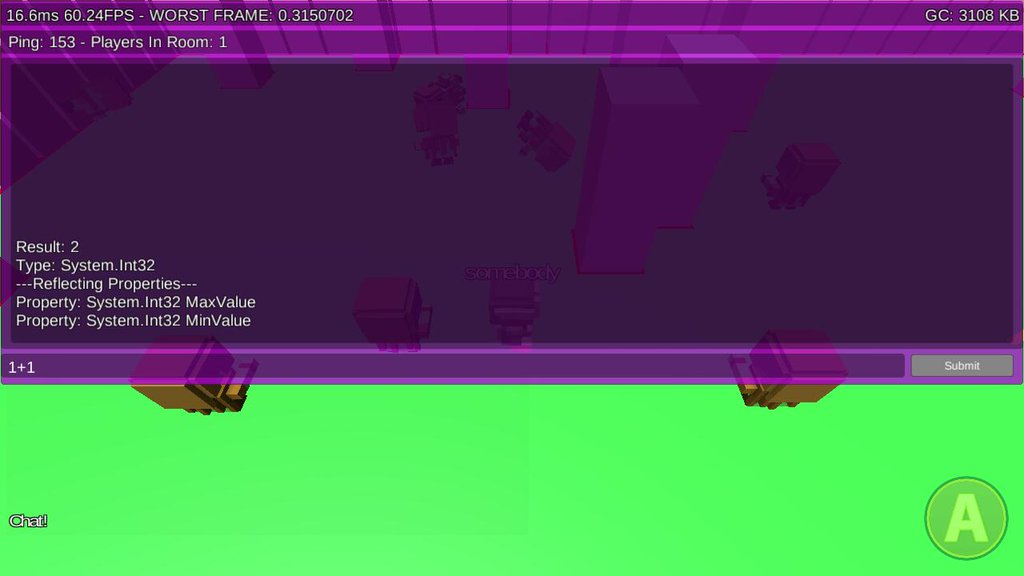 16.6ms 60.24FPS - WORST FRAME: 0.3150702
GC: 3108 KB
Ping: 153 - Players In Room: 1
somebody
Result: 2
Type: System.Int32
---Reflecting Properties---
Property: System.Int32 MaxValue
Property: System.Int32 MinValue
1+1
Submit
Chat!
A